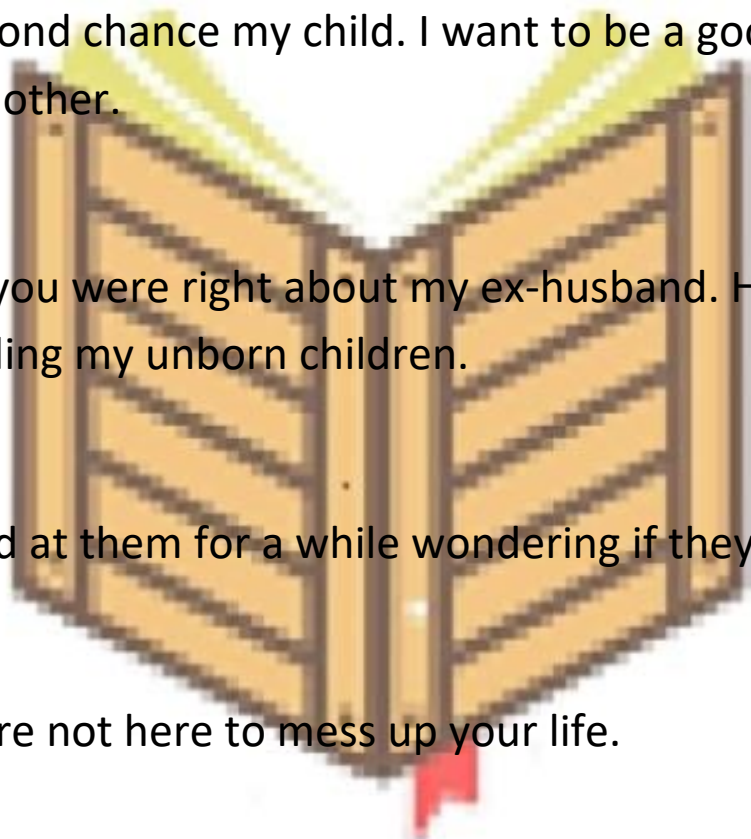 ond chance my child. I want to be a goo
other.
you were right about my ex-husband. H
ling my unborn children.
d at them for a while wondering if they
re not here to mess up your life.